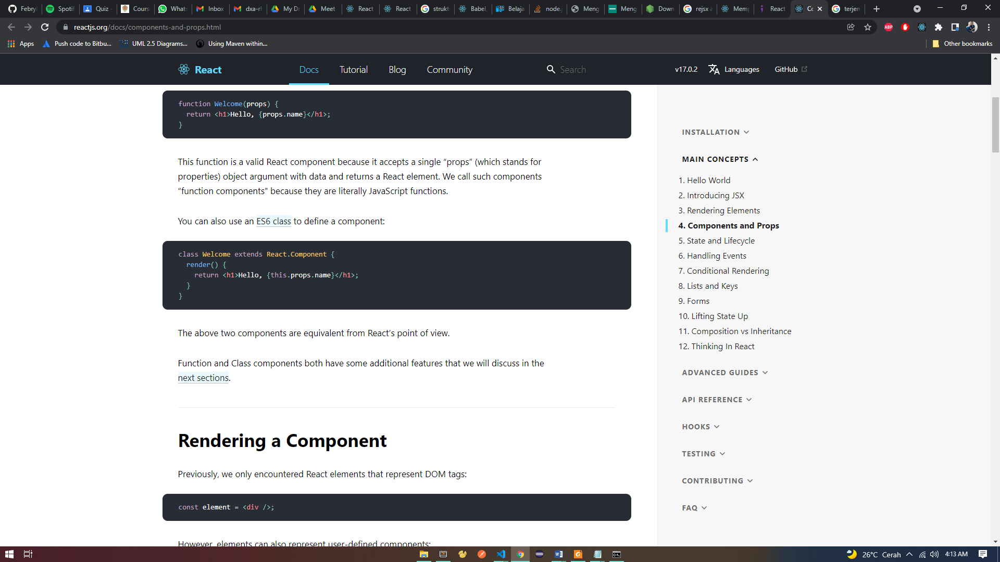 Febry
Spotif
Quiz -
Cours
Whats
Inbox
dxa-rl
My Dr
Meet
React
React
strukt
Babel,
Belaja
node.j
Meng
Meng
Down
rejsx a
Memp
React
Co
terjen
reactjs.org/docs/components-and-props.html
ABP
Apps
Push code to Bitbu...
UML 2.5 Diagrams...
Using Maven within...
Other bookmarks
React
Docs
Tutorial
Blog
Community
Search
v17.0.2
Languages
GitHub
function Welcome(props) {
return <h1>Hello, {props.name}</h1>;
}
This function is a valid React component because it accepts a single “props” (which stands for
properties) object argument with data and returns a React element. We call such components
“function components” because they are literally JavaScript functions.
You can also use an ES6 class to define a component:
class Welcome extends React.Component {
render() {
return <h1>Hello, {this.props.name}</h1>;
}
}
The above two components are equivalent from React’s point of view.
Function and Class components both have some additional features that we will discuss in the
next sections.
Rendering a Component
Previously, we only encountered React elements that represent DOM tags:
const element = <div />;
However, elements can also represent user-defined components:
INSTALLATION
MAIN CONCEPTS
1. Hello World
2. Introducing JSX
3. Rendering Elements
4. Components and Props
5. State and Lifecycle
6. Handling Events
7. Conditional Rendering
8. Lists and Keys
9. Forms
10. Lifting State Up
11. Composition vs Inheritance
12. Thinking In React
ADVANCED GUIDES
API REFERENCE
HOOKS
TESTING
CONTRIBUTING
FAQ
26°C Cerah
4:13 AM